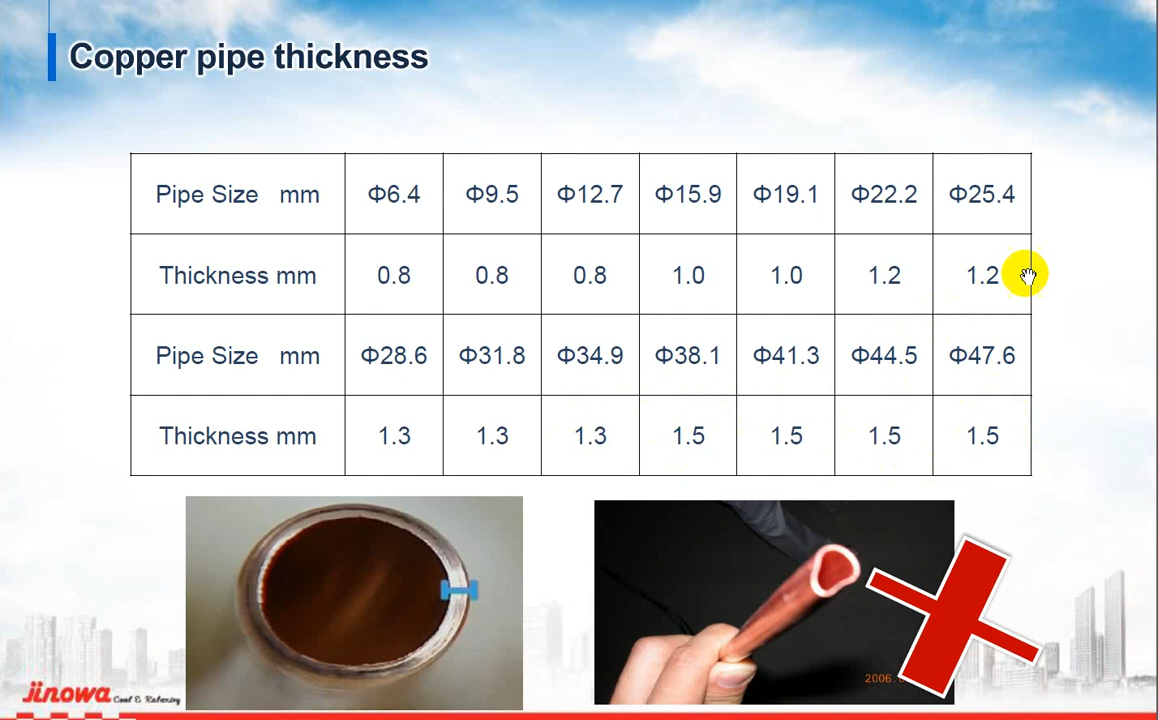 Copper pipe thickness
Pipe Size mm Φ6.4 Φ9.5 Φ12.7 Φ15.9 Φ19.1 Φ22.2 Φ25.4
Thickness mm 0.8 0.8 0.8 1.0 1.0 1.2 1.2
Pipe Size mm Φ28.6 Φ31.8 Φ34.9 Φ38.1 Φ41.3 Φ44.5 Φ47.6
Thickness mm 1.3 1.3 1.3 1.5 1.5 1.5 1.5
2006
jinowa Cool & Relaxing